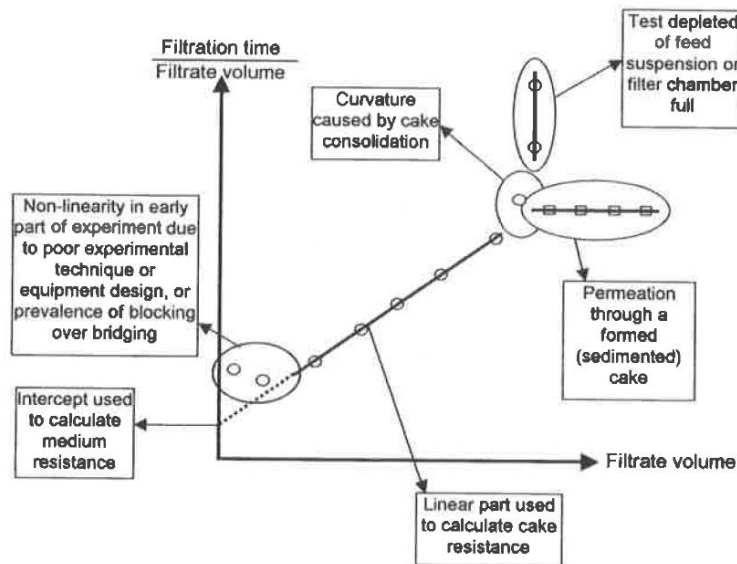 Filtration time
Filtrate volume
Test depleted
of feed
suspension or
filter chamber
full
Curvature
caused by cake
consolidation
Non-linearity in early
part of experiment due
to poor experimental
technique or
equipment design, or
prevalence of blocking
over bridging
Permeation
through a
formed
(sedimented)
cake
Intercept used
to calculate
medium
resistance
Filtrate volume
Linear part used
to calculate cake
resistance